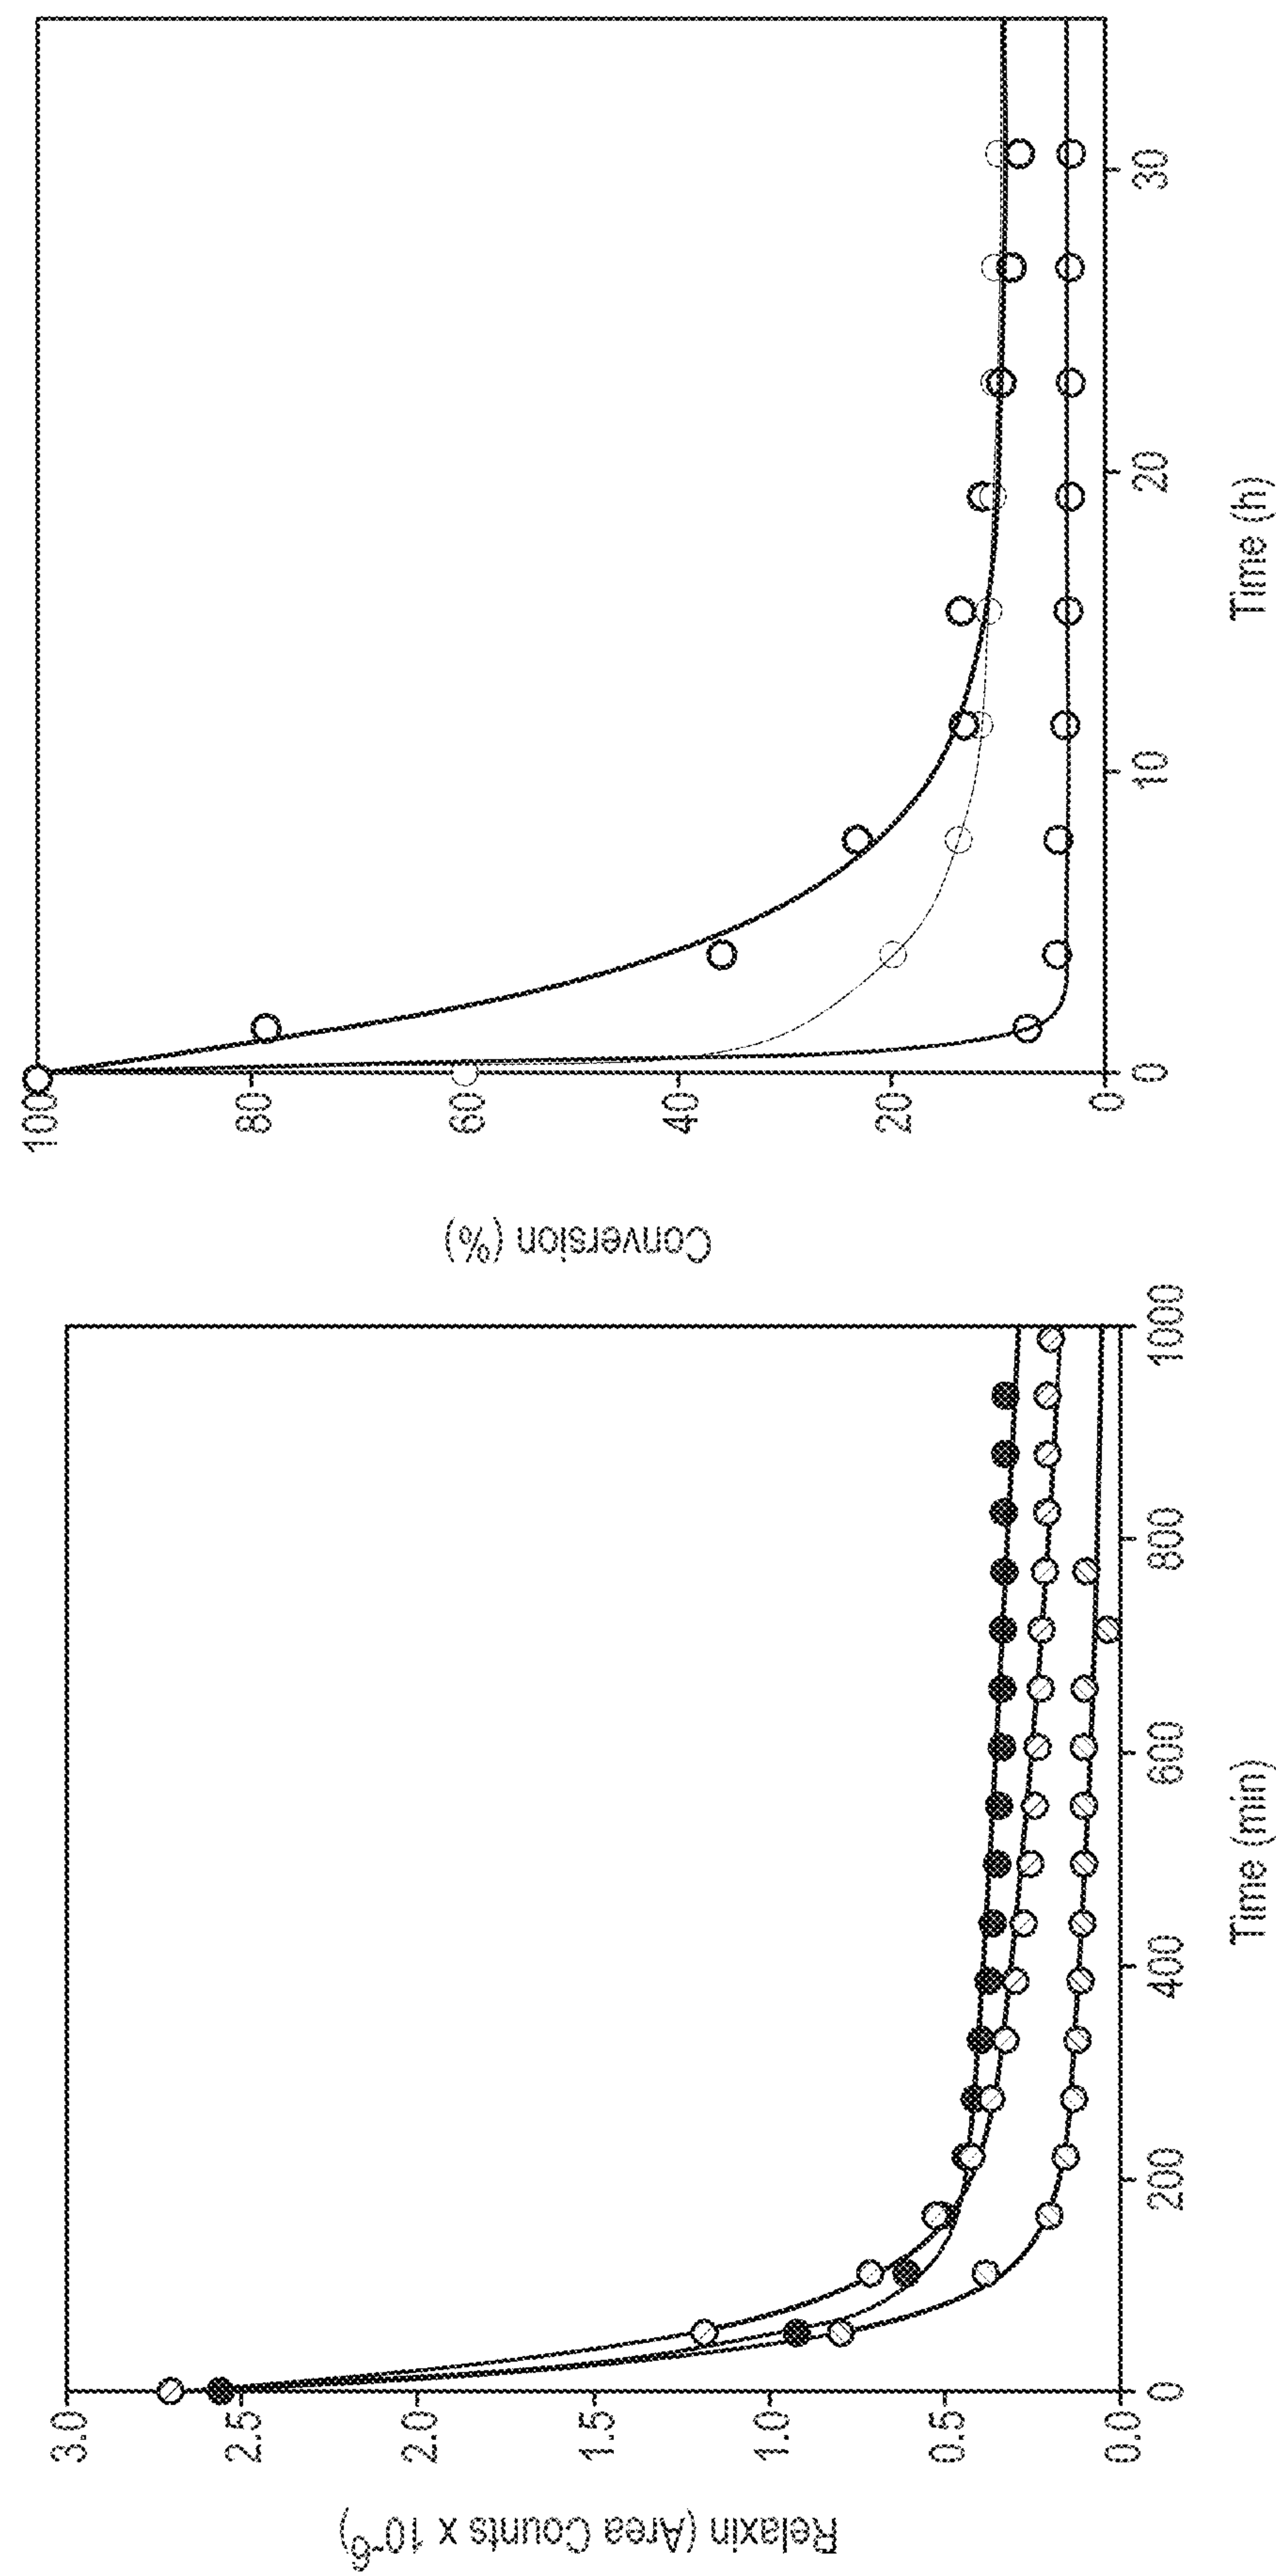 Relaxin (Area Counts x 10-6)
3.0
2.5
2.0
1.5
1.0
0.5
0.0
0 200 400 600 800 1000
Time (min)
Conversion (%)
100
80
60
40
20
0
0 10 20 30
Time (h)